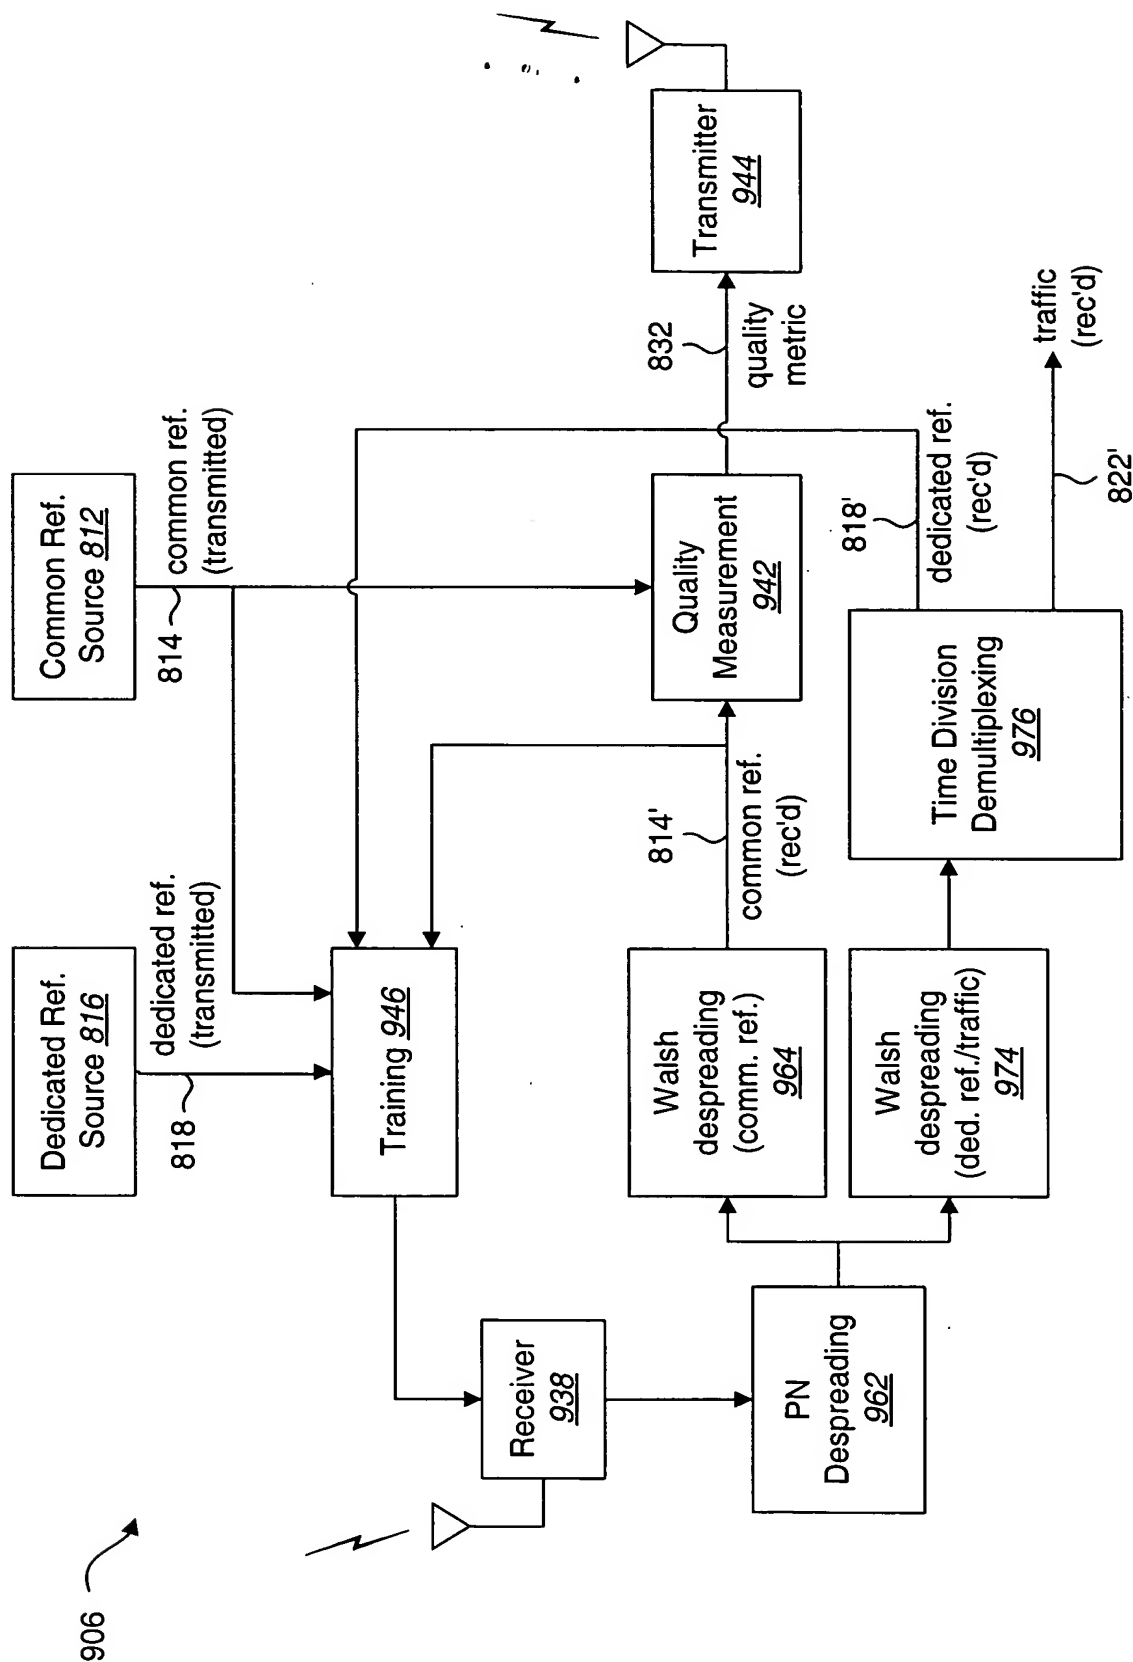 906
Dedicated Ref.
Source 816
818
dedicated ref.
(transmitted)
Common Ref.
Source 812
814
common ref.
(transmitted)
Training 946
Receiver
938
PN
Despreading
962
Walsh
despreading
(comm. ref.)
964
814'
common ref.
(rec'd)
Quality
Measurement
942
832
quality
metric
Transmitter
944
Walsh
despreading
(ded. ref./traffic)
974
Time Division
Demultiplexing
976
818'
dedicated ref.
(rec'd)
822'
traffic
(rec'd)